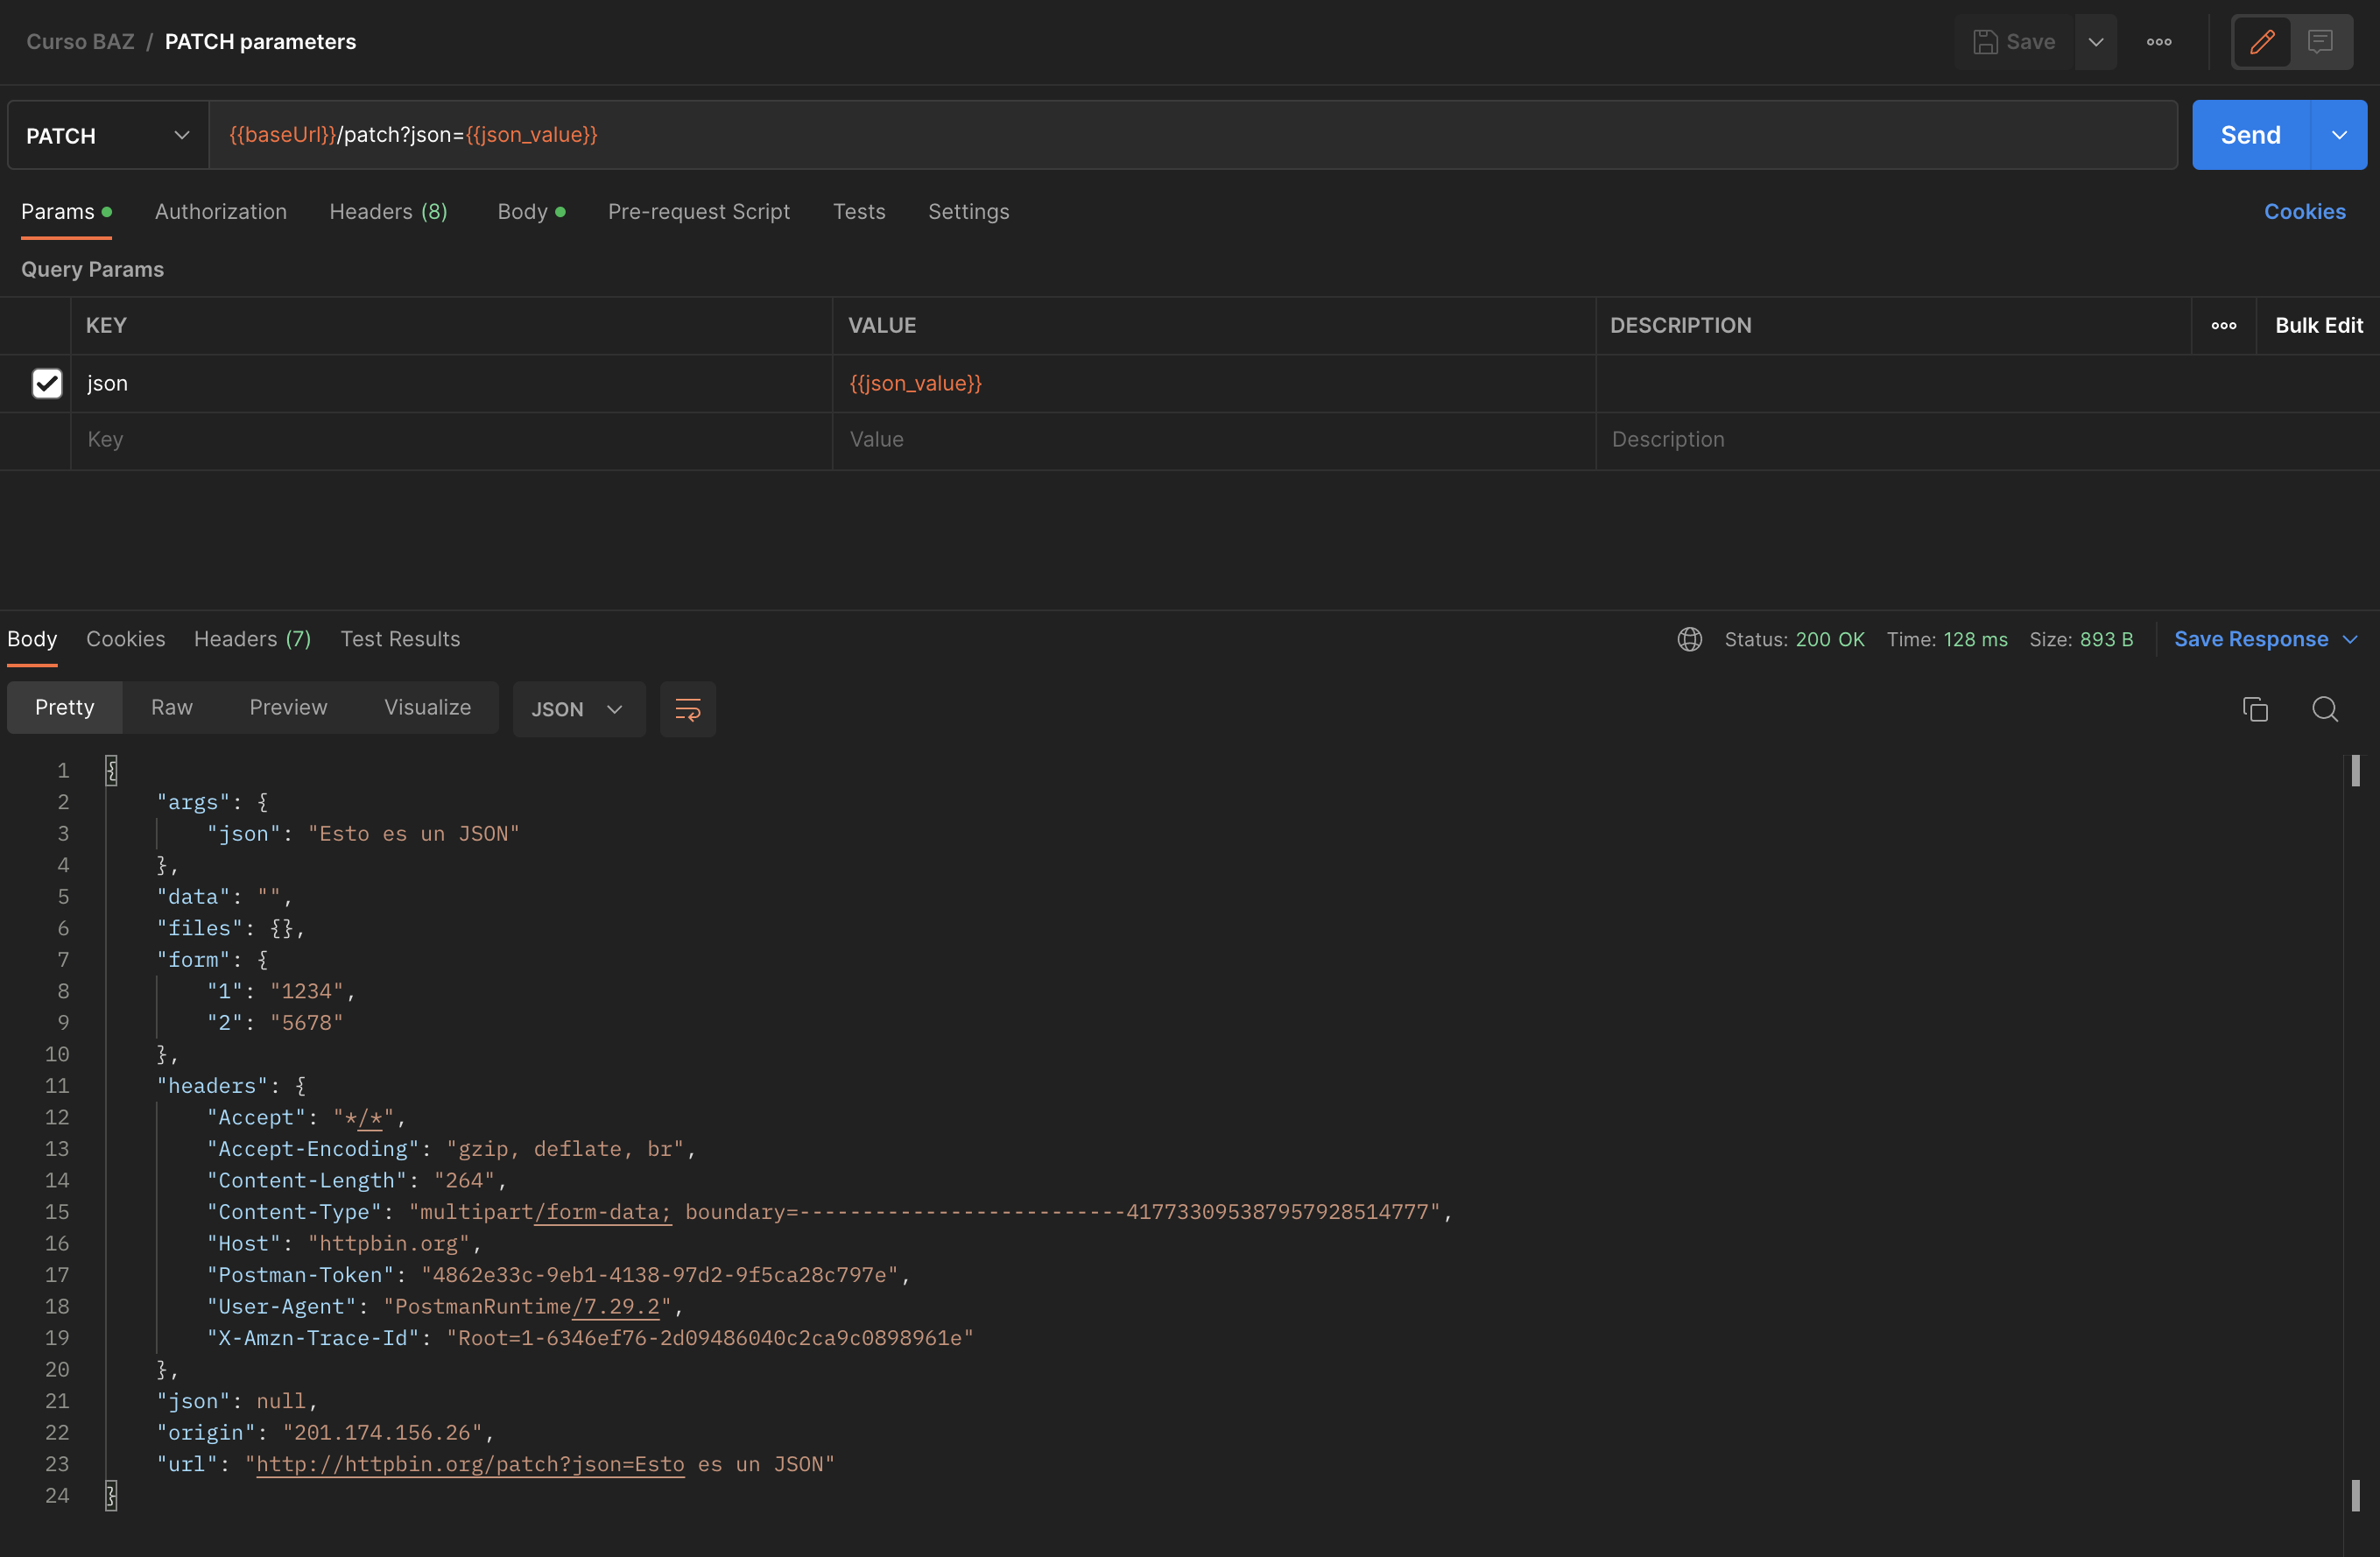 Curso BAZ / PATCH parameters
Save
PATCH
{{baseUrl}}/patch?json={{json_value}}
Send
Params
Authorization
Headers (8)
Body
Pre-request Script
Tests
Settings
Cookies
Query Params
KEY VALUE DESCRIPTION Bulk Edit
json {{json_value}}
Key Value Description
Body Cookies Headers (7) Test Results
Status: 200 OK Time: 128 ms Size: 893 B Save Response
Pretty Raw Preview Visualize JSON
1 {
2 "args": {
3 "json": "Esto es un JSON"
4 },
5 "data": "",
6 "files": {},
7 "form": {
8 "1": "1234",
9 "2": "5678"
10 },
11 "headers": {
12 "Accept": "*/*",
13 "Accept-Encoding": "gzip, deflate, br",
14 "Content-Length": "264",
15 "Content-Type": "multipart/form-data; boundary=--------------------------417733095387957928514777",
16 "Host": "httpbin.org",
17 "Postman-Token": "4862e33c-9eb1-4138-97d2-9f5ca28c797e",
18 "User-Agent": "PostmanRuntime/7.29.2",
19 "X-Amzn-Trace-Id": "Root=1-6346ef76-2d09486040c2ca9c0898961e"
20 },
21 "json": null,
22 "origin": "201.174.156.26",
23 "url": "http://httpbin.org/patch?json=Esto es un JSON"
24 }